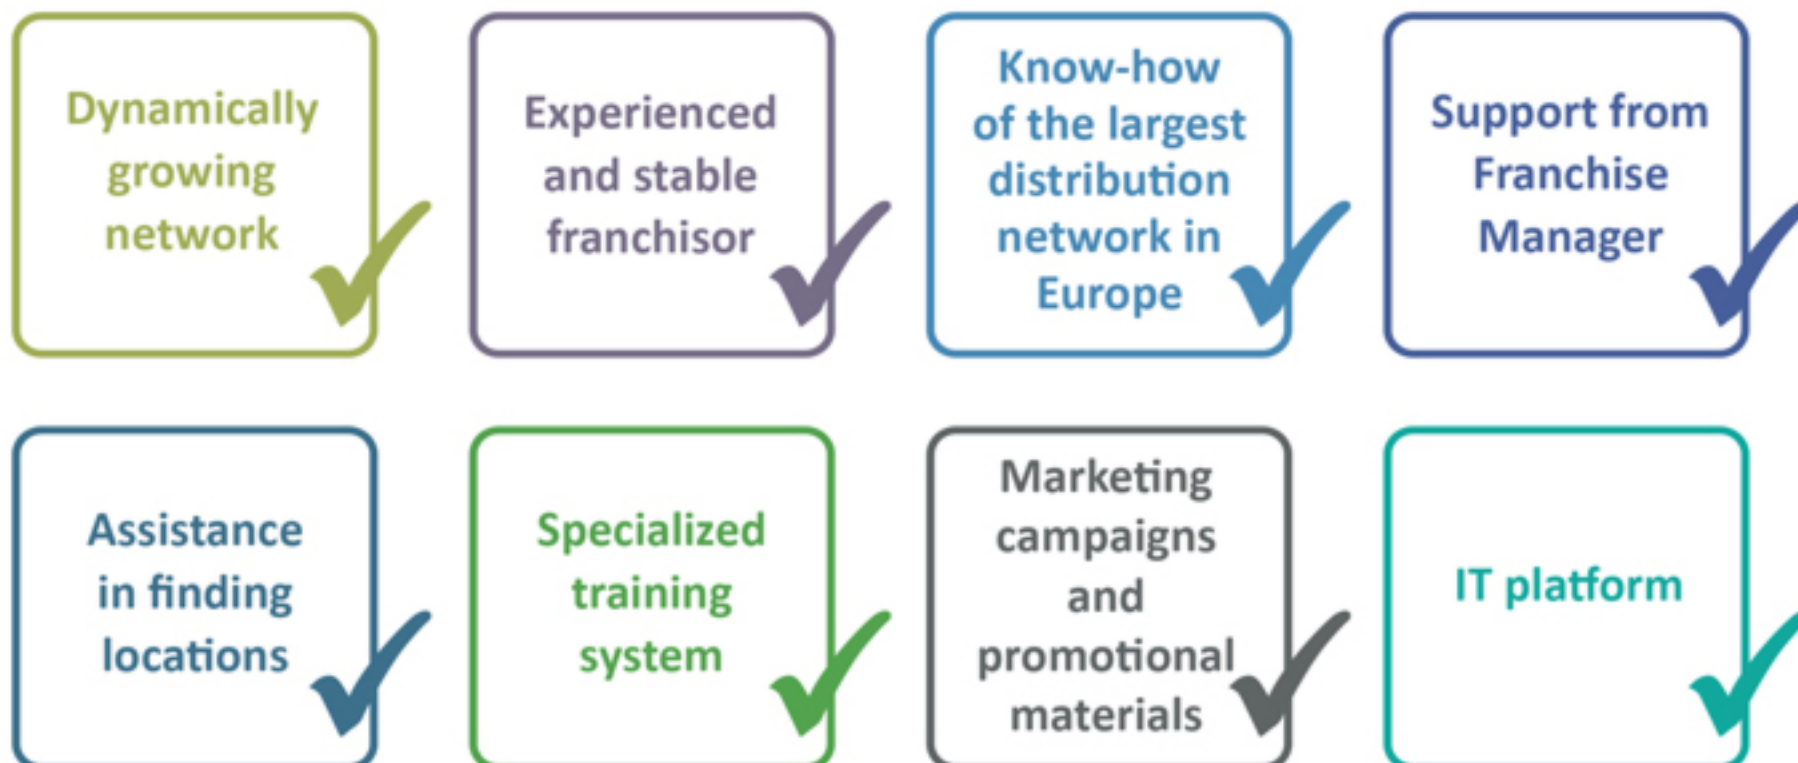 Dynamically
growing
network
Experienced
and stable
franchisor
Know-how
of the largest
distribution
network in
Europe
Support from
Franchise
Manager
Assistance
in finding
locations
Specialized
training
system
Marketing
campaigns
and
promotional
materials
IT platform